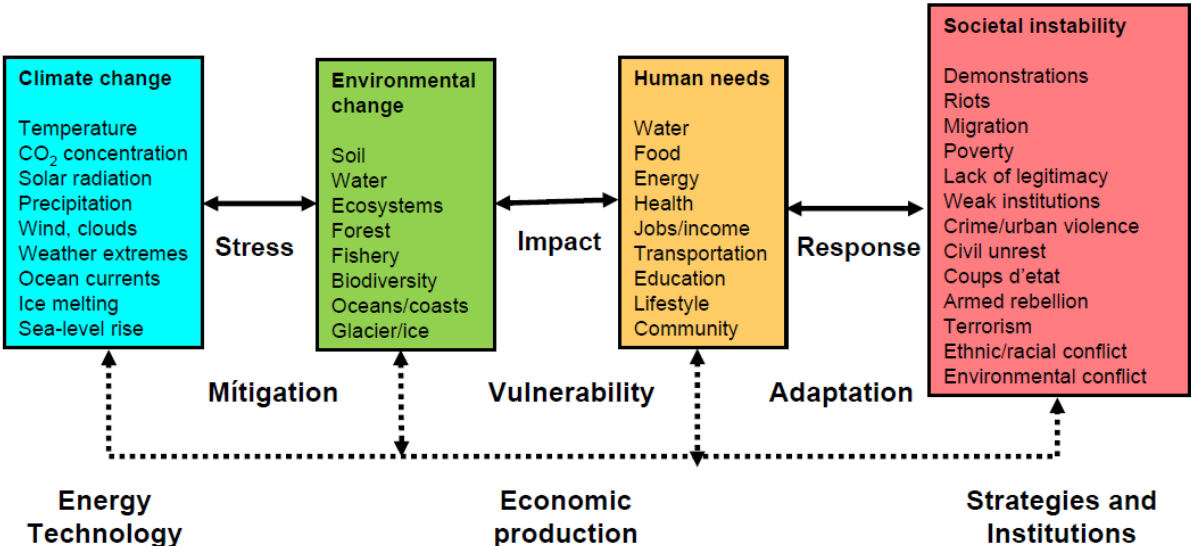 Climate change
Temperature
CO₂ concentration
Solar radiation
Precipitation
Wind, clouds
Weather extremes
Ocean currents
Ice melting
Sea-level rise
Stress
Environmental
change
Soil
Water
Ecosystems
Forest
Fishery
Biodiversity
Oceans/coasts
Glacier/ice
Impact
Human needs
Water
Food
Energy
Health
Jobs/income
Transportation
Education
Lifestyle
Community
Response
Societal instability
Demonstrations
Riots
Migration
Poverty
Lack of legitimacy
Weak institutions
Crime/urban violence
Civil unrest
Coups d’etat
Armed rebellion
Terrorism
Ethnic/racial conflict
Environmental conflict
Mítigation
Vulnerability
Adaptation
Energy
Technology
Economic
production
Strategies and
Institutions